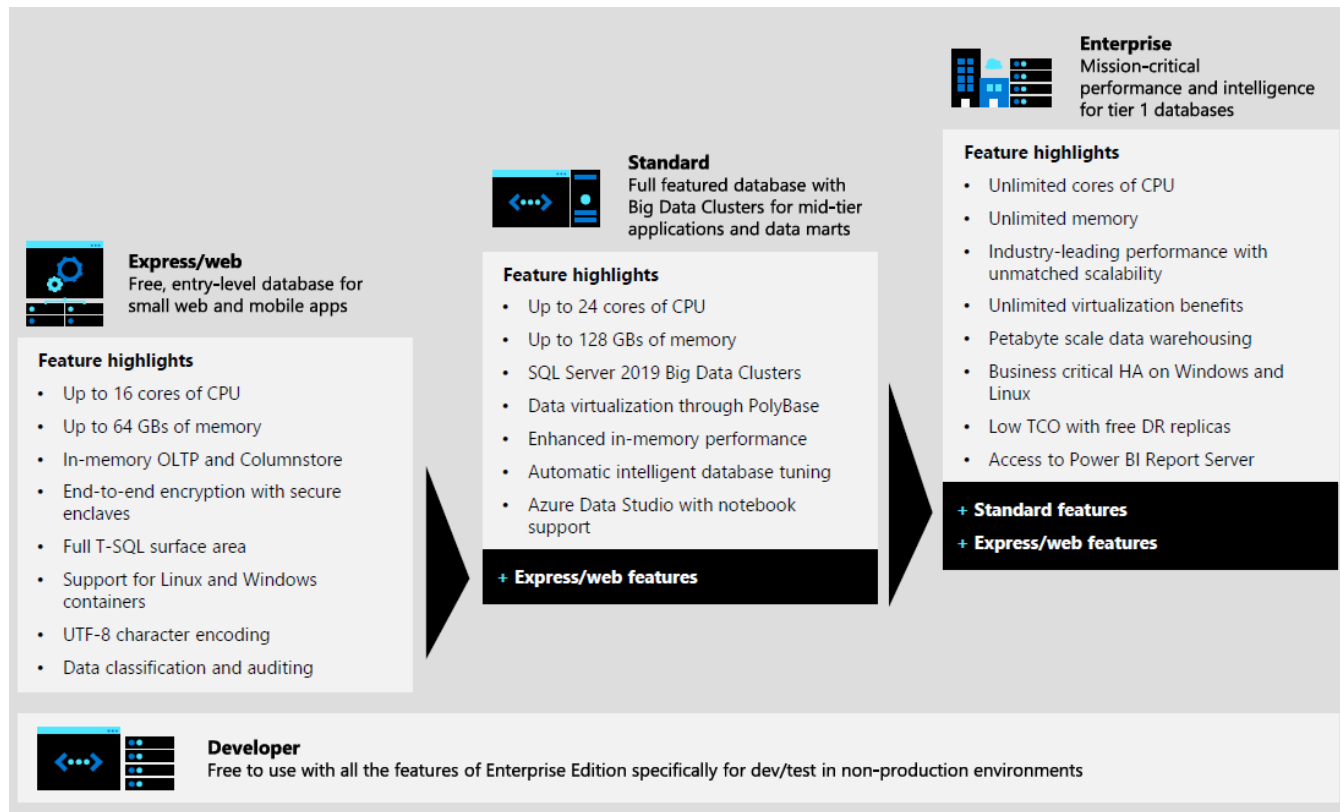 Express/web
Free, entry-level database for
small web and mobile apps
Feature highlights
• Up to 16 cores of CPU
• Up to 64 GBs of memory
• In-memory OLTP and Columnstore
• End-to-end encryption with secure
enclaves
• Full T-SQL surface area
• Support for Linux and Windows
containers
• UTF-8 character encoding
• Data classification and auditing
Standard
Full featured database with
Big Data Clusters for mid-tier
applications and data marts
Feature highlights
• Up to 24 cores of CPU
• Up to 128 GBs of memory
• SQL Server 2019 Big Data Clusters
• Data virtualization through PolyBase
• Enhanced in-memory performance
• Automatic intelligent database tuning
• Azure Data Studio with notebook
support
+ Express/web features
Enterprise
Mission-critical
performance and intelligence
for tier 1 databases
Feature highlights
• Unlimited cores of CPU
• Unlimited memory
• Industry-leading performance with
unmatched scalability
• Unlimited virtualization benefits
• Petabyte scale data warehousing
• Business critical HA on Windows and
Linux
• Low TCO with free DR replicas
• Access to Power BI Report Server
+ Standard features
+ Express/web features
Developer
Free to use with all the features of Enterprise Edition specifically for dev/test in non-production environments